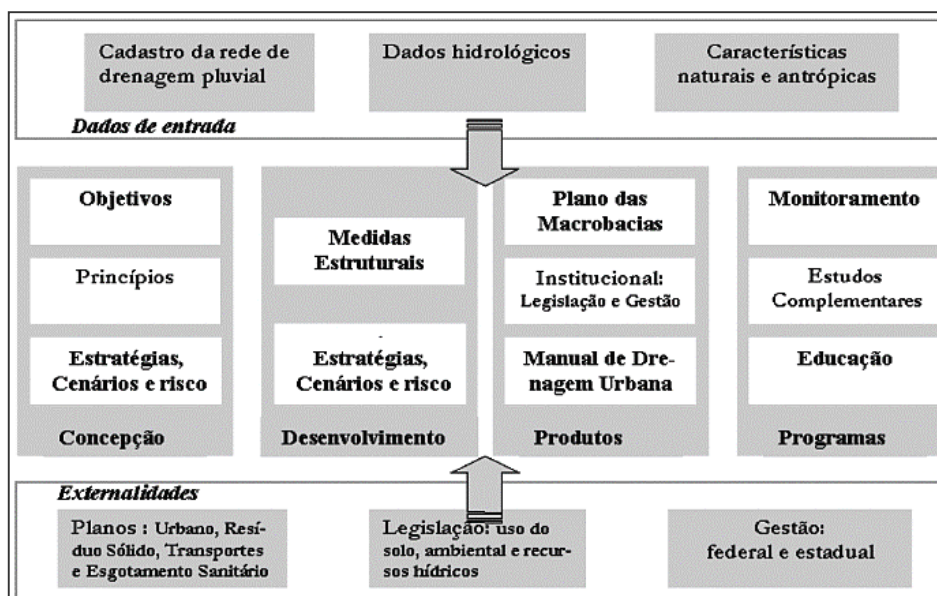 Cadastro da rede de
drenagem pluvial
Dados hidrológicos
Características
naturais e antrópicas
Dados de entrada
Objetivos
Princípios
Estratégias,
Cenários e risco
Concepção
Medidas
Estruturais
Estratégias,
Cenários e risco
Desenvolvimento
Plano das
Macrobacias
Institucional:
Legislação e Gestão
Manual de Dre-
nagem Urbana
Produtos
Monitoramento
Estudos
Complementares
Educação
Programas
Externalidades
Planos : Urbano, Resí
duo Sólido, Transportes
e Esgotamento Sanitário
Legislação: uso do
solo, ambiental e recur-
sos hídricos
Gestão:
federal e estadual